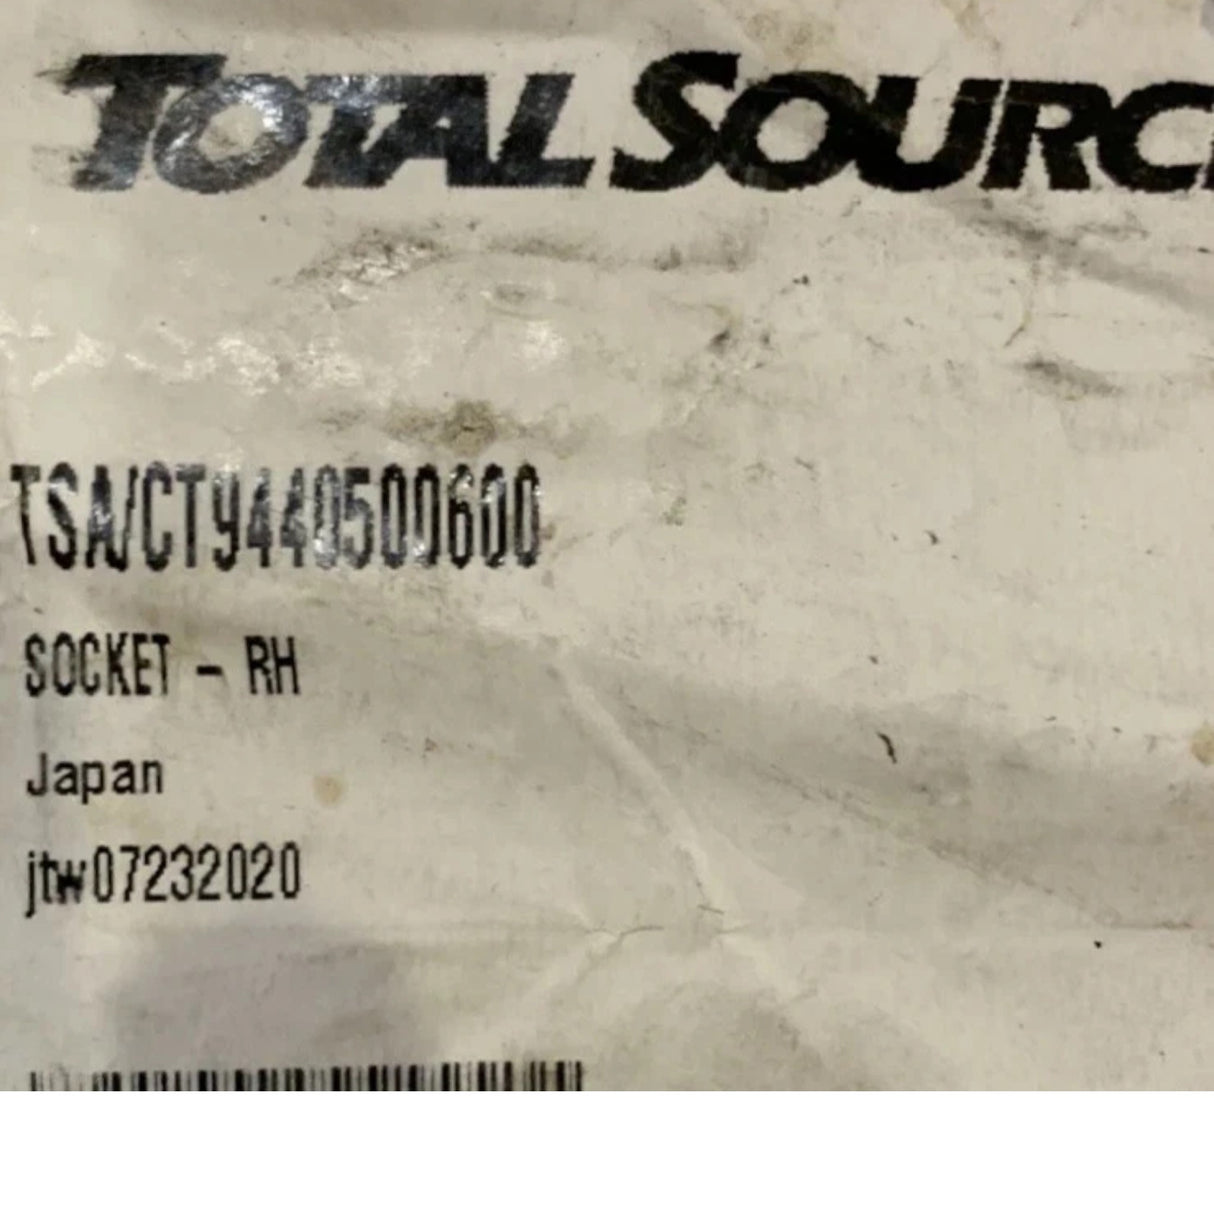 TOTALSOURC
TSA/CT9440500600
SOCKET - RH
Japan
jtw07232020